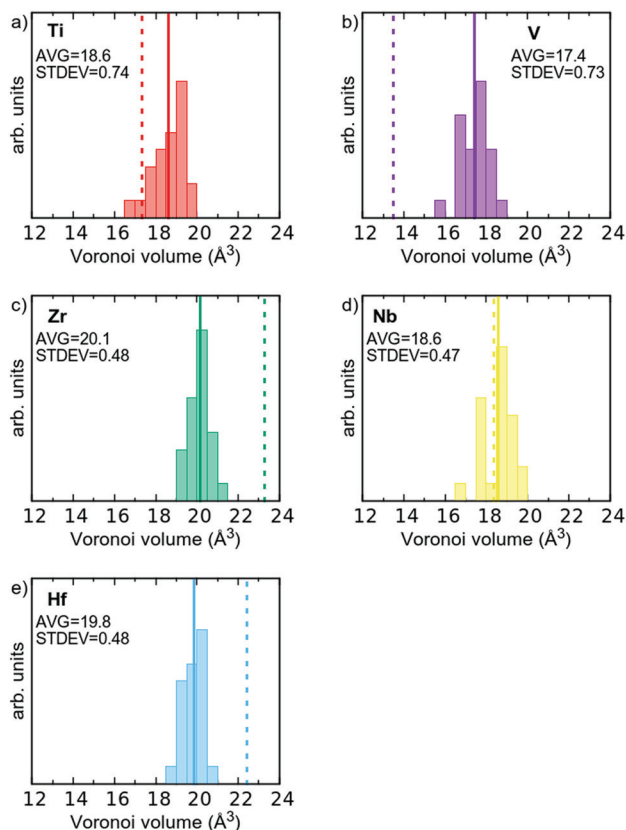 a)
Ti
AVG=18.6
STDEV=0.74
arb. units
12 14 16 18 20 22 24
Voronoi volume (Å³)
b)
V
AVG=17.4
STDEV=0.73
arb. units
12 14 16 18 20 22 24
Voronoi volume (Å³)
c)
Zr
AVG=20.1
STDEV=0.48
arb. units
12 14 16 18 20 22 24
Voronoi volume (Å³)
d)
Nb
AVG=18.6
STDEV=0.47
arb. units
12 14 16 18 20 22 24
Voronoi volume (Å³)
e)
Hf
AVG=19.8
STDEV=0.48
arb. units
12 14 16 18 20 22 24
Voronoi volume (Å³)